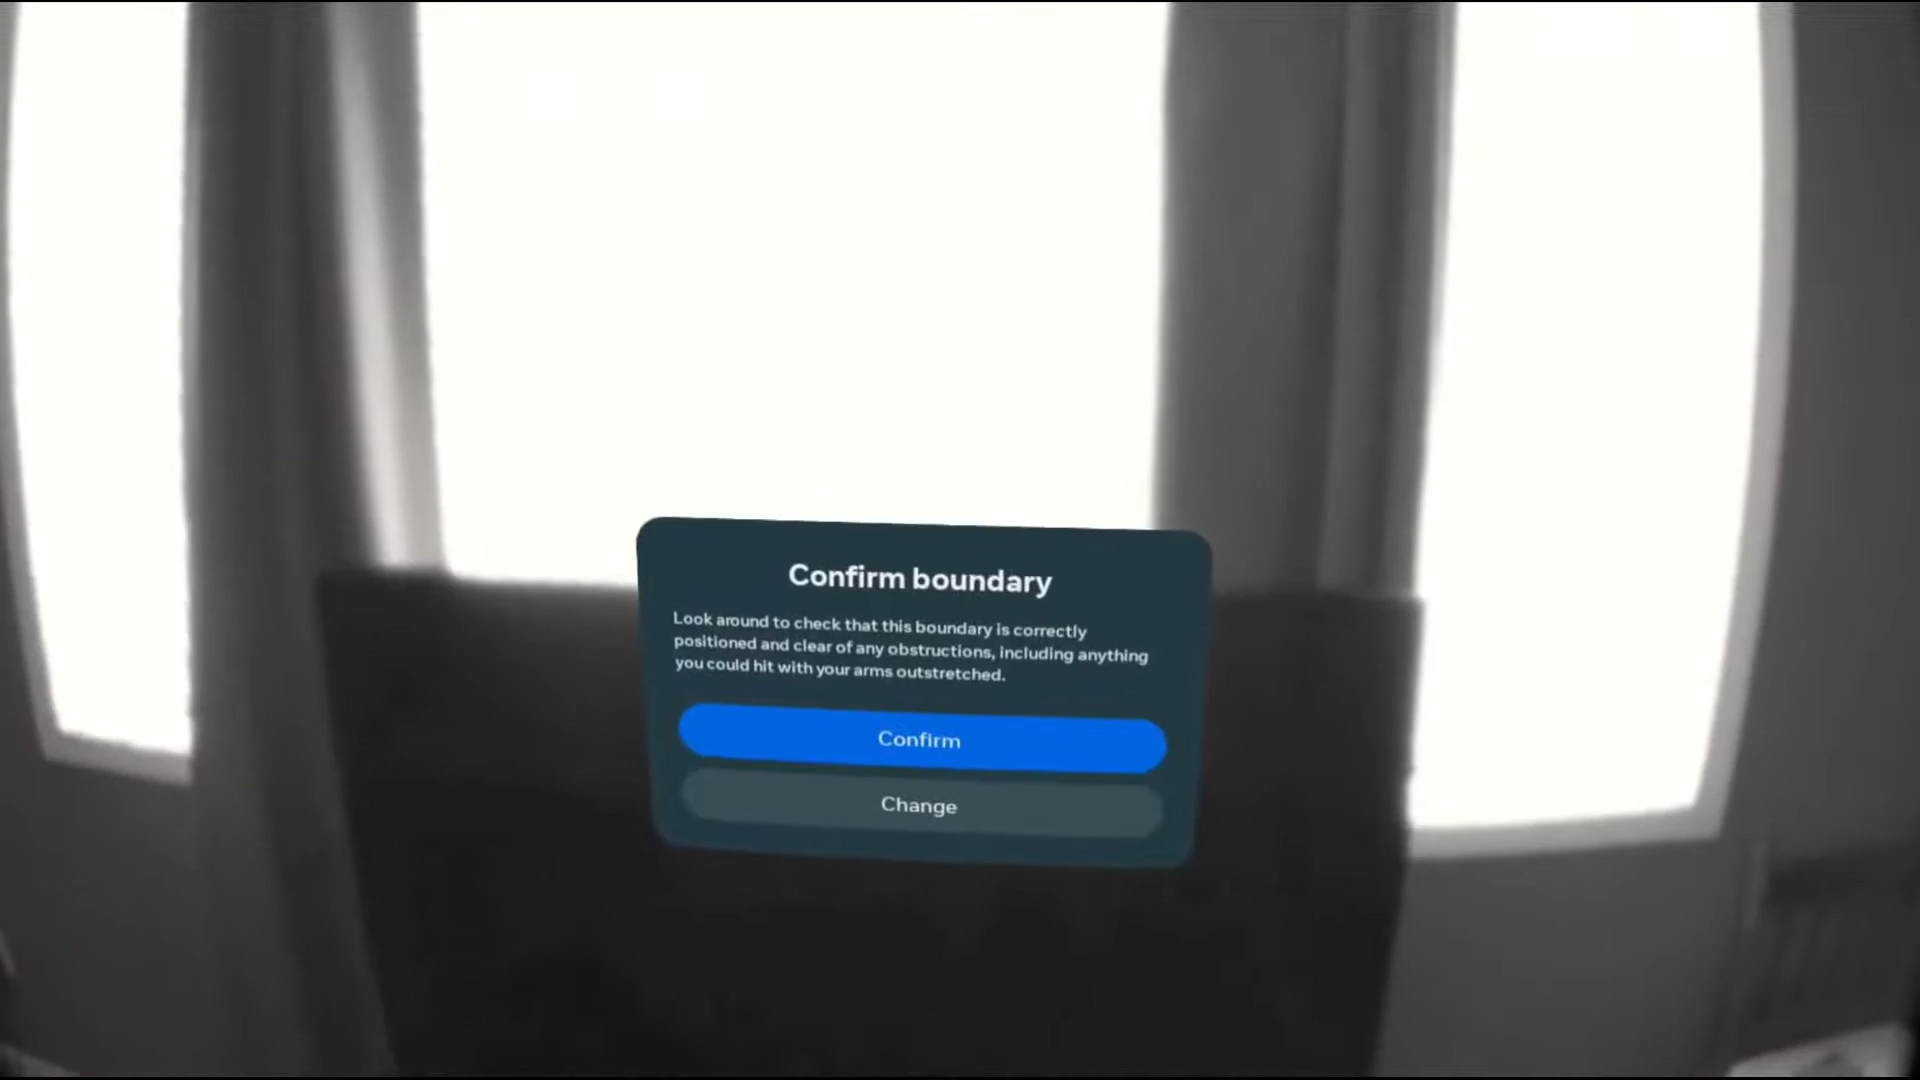 Confirm boundary
Look around to check that this boundary is correctly
positioned and clear of any obstructions, including anything
you could hit with your arms outstretched.
Confirm
Change